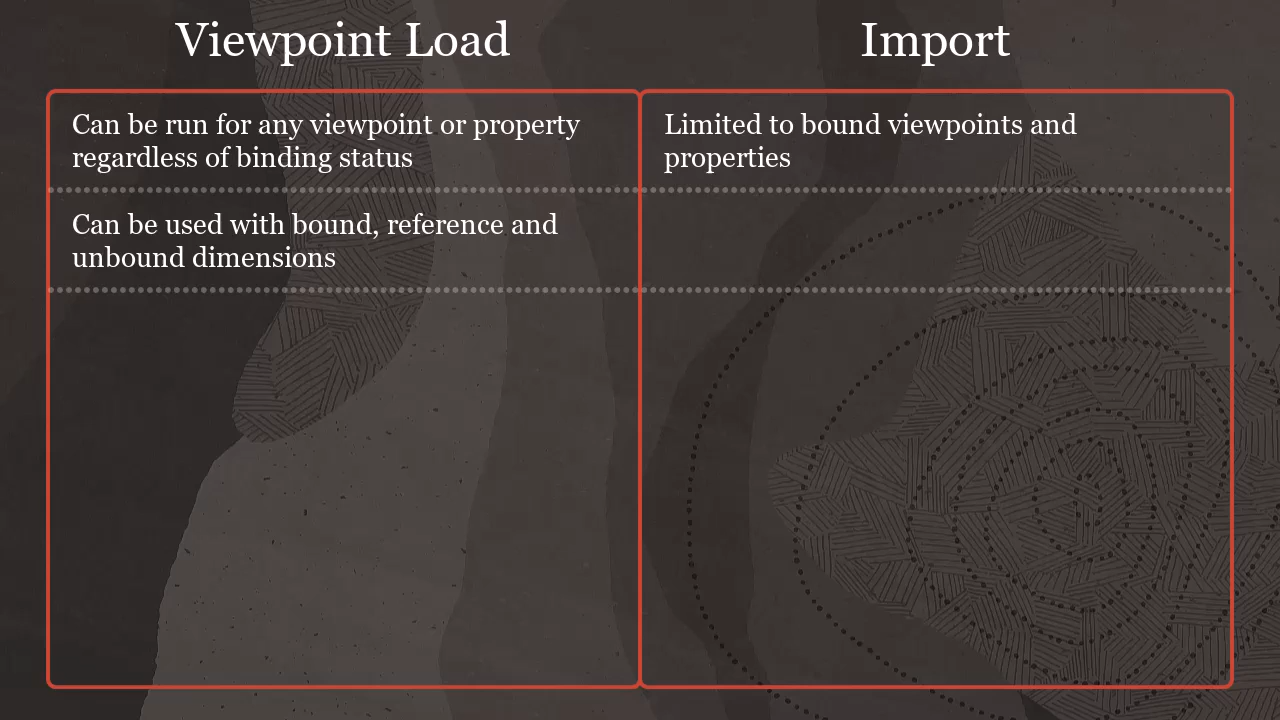 Viewpoint Load
Import
Can be run for any viewpoint or property
regardless of binding status
Limited to bound viewpoints and
properties
Can be used with bound, reference and
unbound dimensions